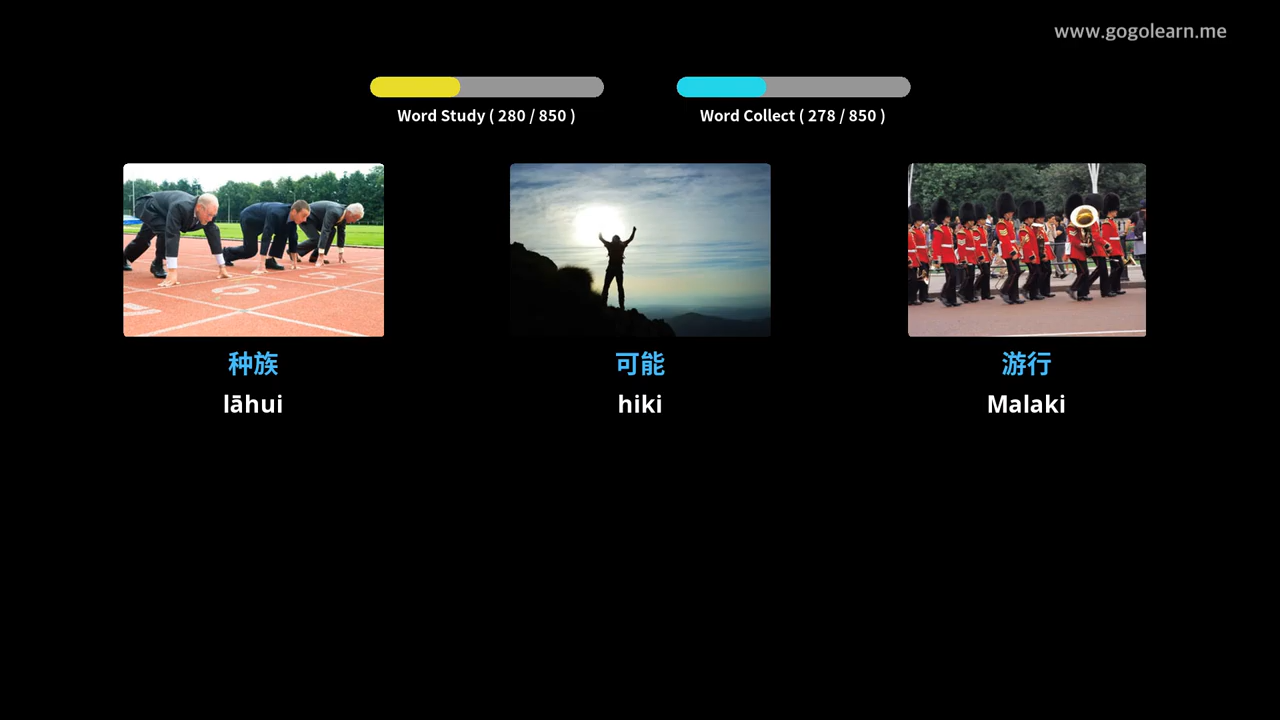 www.gogolearn.me
Word Study ( 280 / 850 )
Word Collect ( 278 / 850 )
种族
可能
游行
lāhui
hiki
Malaki